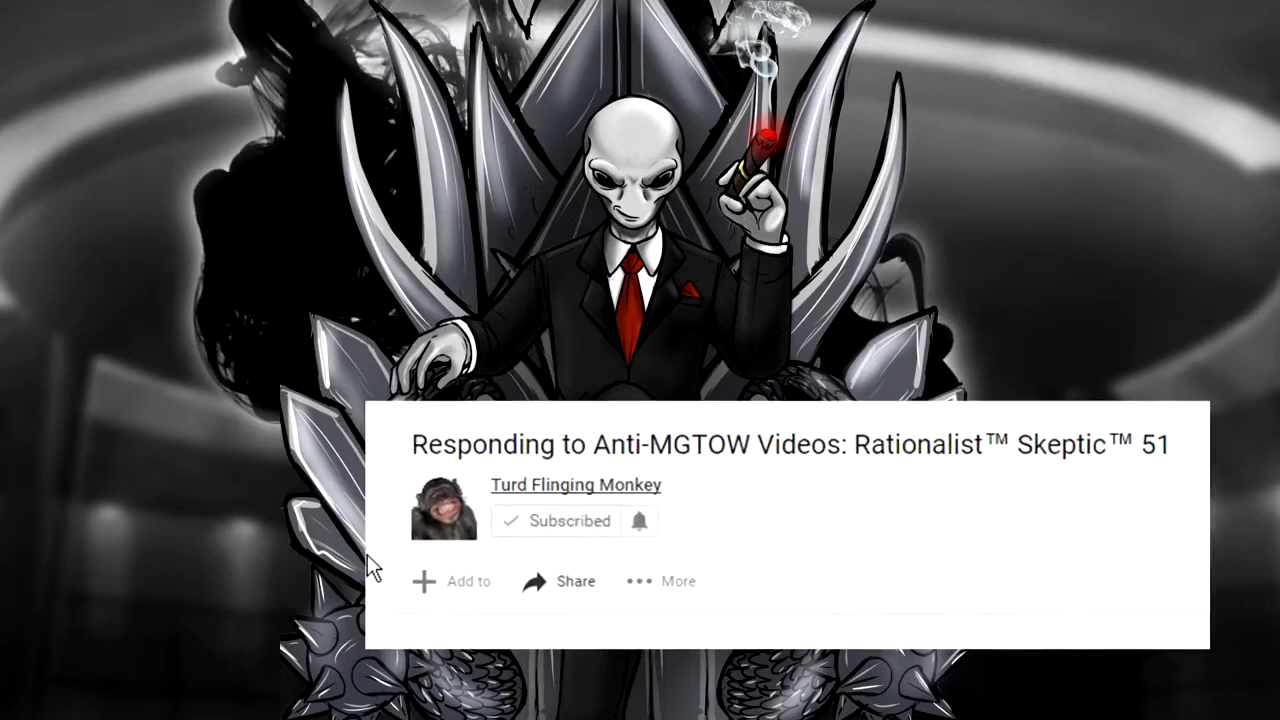 Responding to Anti-MGTOW Videos: Rationalist™ Skeptic™ 51
Turd Flinging Monkey
Subscribed
Add to Share More